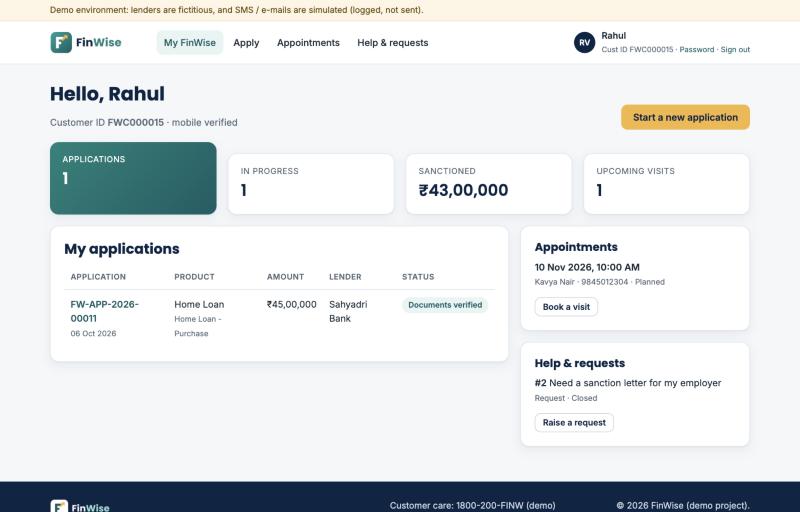 Demo environment: lenders are fictitious, and SMS / e-mails are simulated (logged, not sent).
FinWise
My FinWise
Apply
Appointments
Help & requests
RV
Rahul
Cust ID FWC000015 · Password · Sign out
Hello, Rahul
Customer ID FWC000015 · mobile verified
Start a new application
APPLICATIONS
1
IN PROGRESS
1
SANCTIONED
₹43,00,000
UPCOMING VISITS
1
My applications
APPLICATION PRODUCT AMOUNT LENDER STATUS
FW-APP-2026-00011
06 Oct 2026
Home Loan
Home Loan - Purchase
₹45,00,000
Sahyadri Bank
Documents verified
Appointments
10 Nov 2026, 10:00 AM
Kavya Nair · 9845012304 · Planned
Book a visit
Help & requests
#2 Need a sanction letter for my employer
Request · Closed
Raise a request
FinWise
Customer care: 1800-200-FINW (demo)
© 2026 FinWise (demo project).